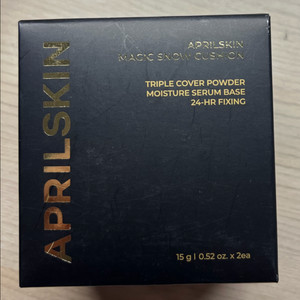 APRILSKIN
APRILSKIN
MAGIC SNOW CUSHION
TRIPLE COVER POWDER
MOISTURE SERUM BASE
24-HR FIXING
15 g l 0.52 oz. x 2ea